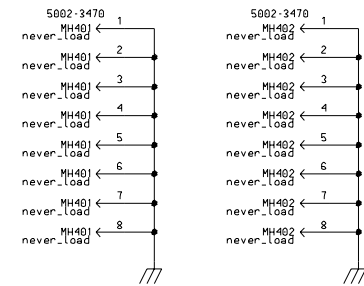 5002-3470
MH401 1
never_load
MH401 2
never_load
MH401 3
never_load
MH401 4
never_load
MH401 5
never_load
MH401 6
never_load
MH401 7
never_load
MH401 8
never_load
5002-3470
MH402 1
never_load
MH402 2
never_load
MH402 3
never_load
MH402 4
never_load
MH402 5
never_load
MH402 6
never_load
MH402 7
never_load
MH402 8
never_load